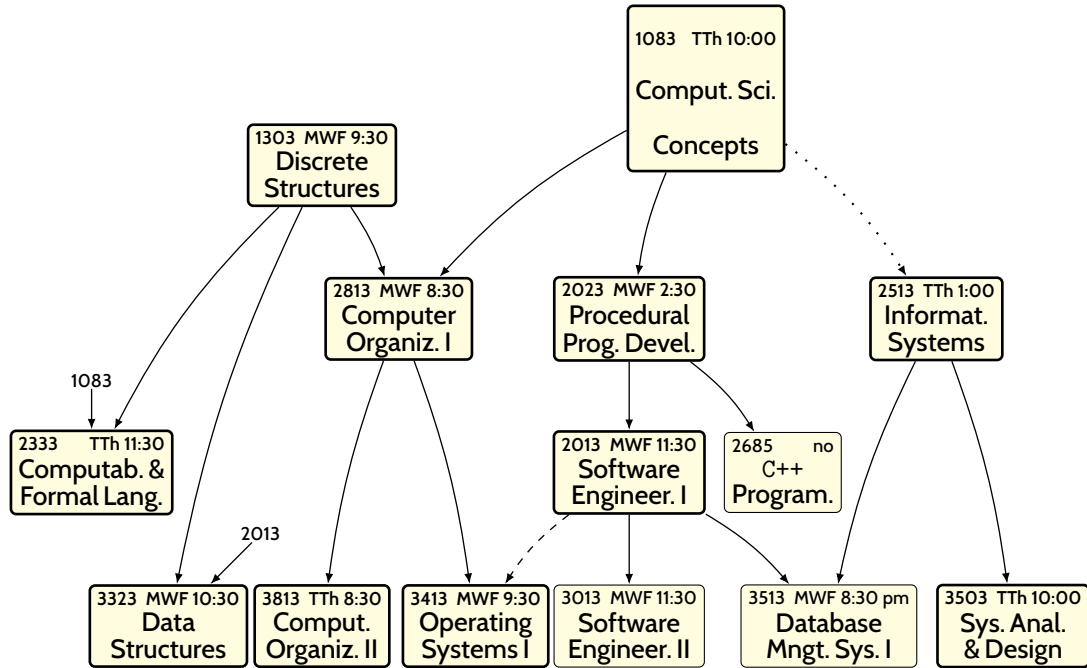 1083 TTh 10:00
Comput. Sci.
Concepts
1303 MWF 9:30
Discrete
Structures
2813 MWF 8:30
Computer
Organiz. I
2023 MWF 2:30
Procedural
Prog. Devel.
2513 TTh 1:00
Informat.
Systems
1083
2333 TTh 11:30
Computab. &
Formal Lang.
2013 MWF 11:30
Software
Engineer. I
2685 no
C++
Program.
2013
3323 MWF 10:30
Data
Structures
3813 TTh 8:30
Comput.
Organiz. II
3413 MWF 9:30
Operating
Systems I
3013 MWF 11:30
Software
Engineer. II
3513 MWF 8:30 pm
Database
Mngt. Sys. I
3503 TTh 10:00
Sys. Anal.
& Design